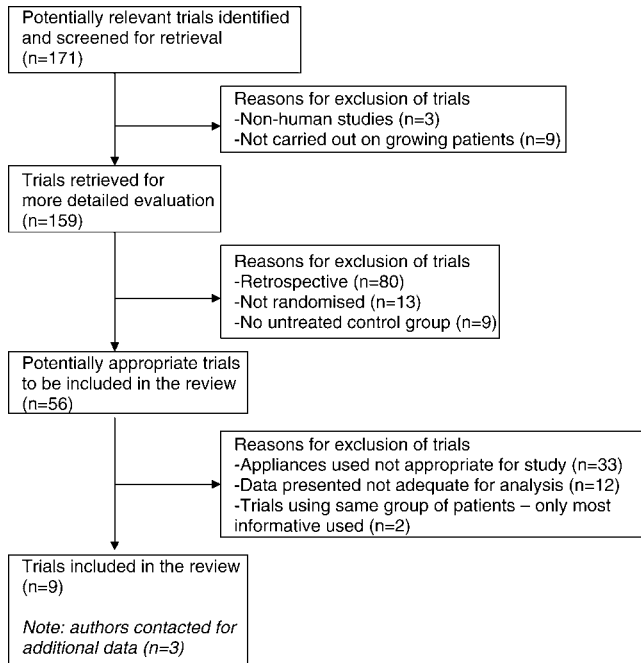 Potentially relevant trials identified
and screened for retrieval
(n=171)
Reasons for exclusion of trials
-Non-human studies (n=3)
-Not carried out on growing patients (n=9)
Trials retrieved for
more detailed evaluation
(n=159)
Reasons for exclusion of trials
-Retrospective (n=80)
-Not randomised (n=13)
-No untreated control group (n=9)
Potentially appropriate trials
to be included in the review
(n=56)
Reasons for exclusion of trials
-Appliances used not appropriate for study (n=33)
-Data presented not adequate for analysis (n=12)
-Trials using same group of patients – only most
informative used (n=2)
Trials included in the review
(n=9)
Note: authors contacted for
additional data (n=3)